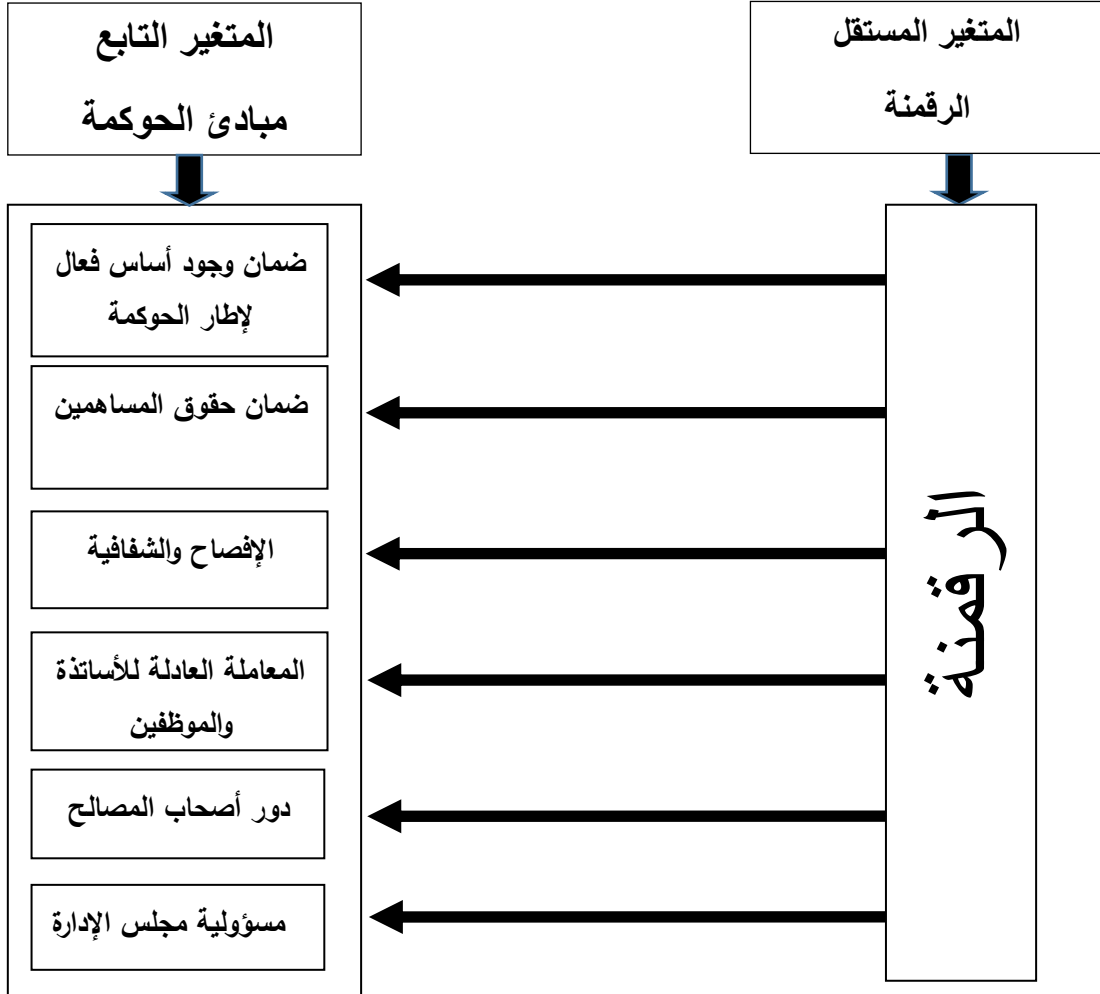 المتغير المستقل
الرقمنة
المتغير التابع
مبادئ الحوكمة
الرقمنة
ضمان وجود أساس فعال
لإطار الحوكمة
ضمان حقوق المساهمين
الإفصاح والشفافية
المعاملة العادلة للأساتذة
والموظفين
دور أصحاب المصالح
مسؤولية مجلس الإدارة